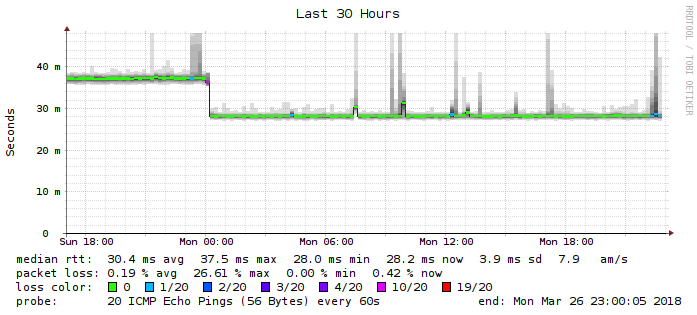 Last 30 Hours
RRDTOOL / TOBI OETIKER
Seconds
40 m
30 m
20 m
10 m
0
Sun 18:00 Mon 00:00 Mon 06:00 Mon 12:00 Mon 18:00
median rtt: 30.4 ms avg 37.5 ms max 28.0 ms min 28.2 ms now 3.9 ms sd 7.9 am/s
packet loss: 0.19 % avg 26.61 % max 0.00 % min 0.42 % now
loss color: 0 1/20 2/20 3/20 4/20 10/20 19/20
probe: 20 ICMP Echo Pings (56 Bytes) every 60s end: Mon Mar 26 23:00:05 2018